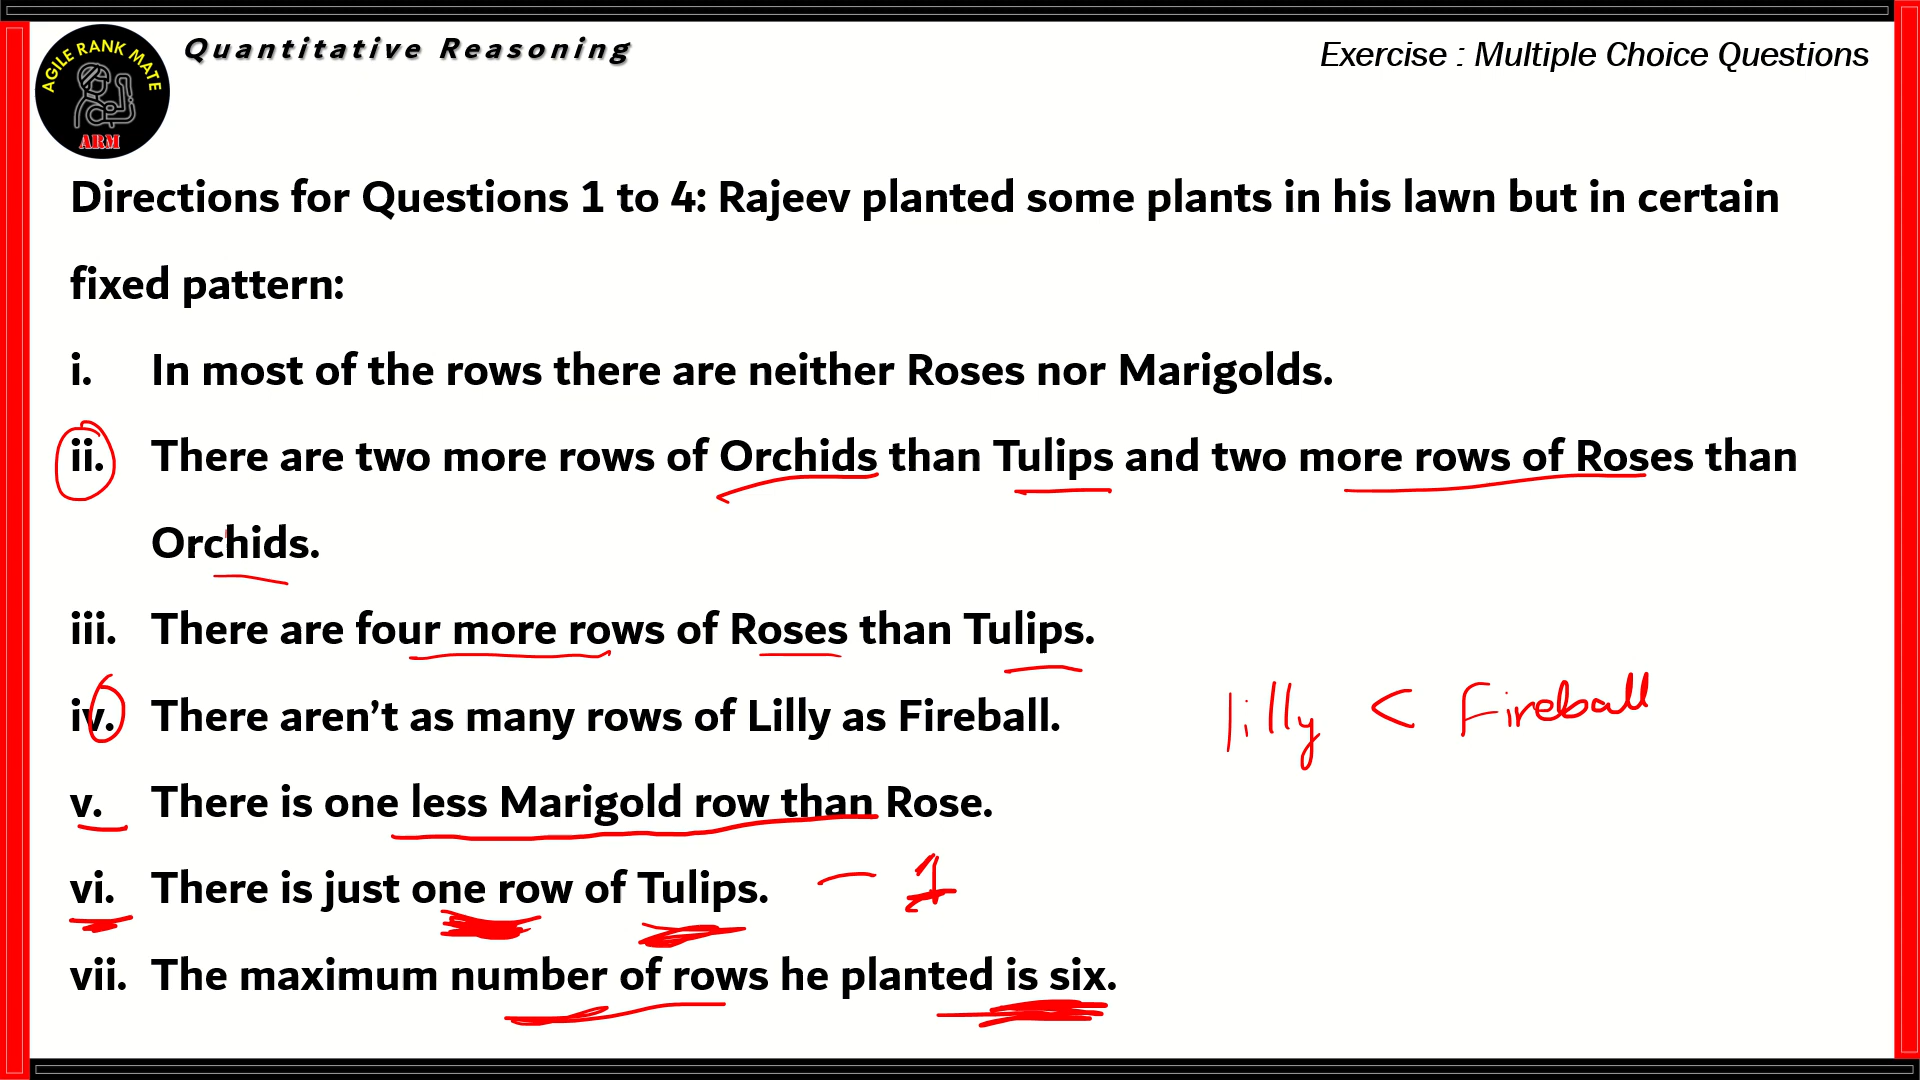 AGILE RANK MATE
ARM
Quantitative Reasoning
Exercise : Multiple Choice Questions
Directions for Questions 1 to 4: Rajeev planted some plants in his lawn but in certain
fixed pattern:
i. In most of the rows there are neither Roses nor Marigolds.
ii. There are two more rows of Orchids than Tulips and two more rows of Roses than
Orchids.
iii. There are four more rows of Roses than Tulips.
iv. There aren’t as many rows of Lilly as Fireball.
lilly < Fireball
v. There is one less Marigold row than Rose.
vi. There is just one row of Tulips. — 1
vii. The maximum number of rows he planted is six.